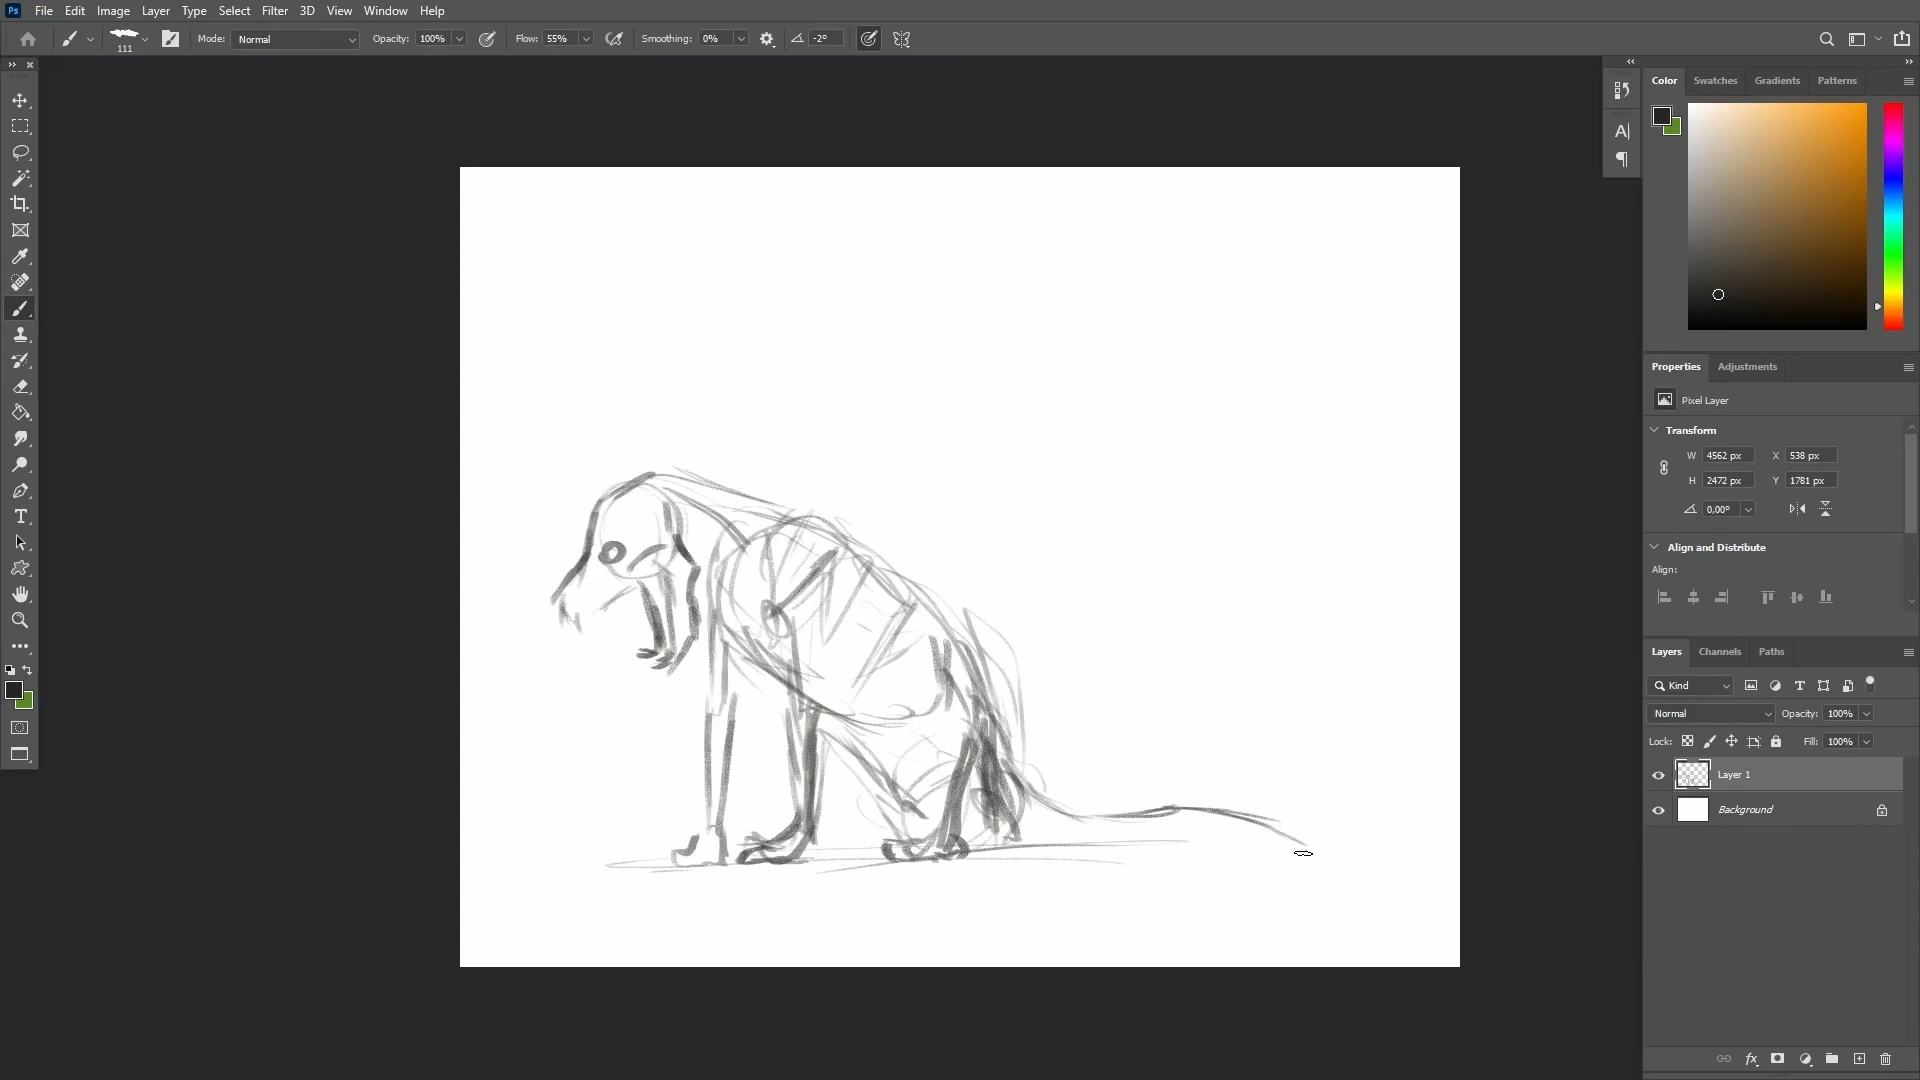 Ps File Edit Image Layer Type Select Filter 3D View Window Help
111 Mode: Normal Opacity: 100% Flow: 55% Smoothing: 0% -2°
Color Swatches Gradients Patterns
Properties Adjustments
Pixel Layer
Transform
W 4562 px X 538 px
H 2472 px Y 1781 px
0,00°
Align and Distribute
Align:
Layers Channels Paths
Kind
Normal Opacity: 100%
Lock: Fill: 100%
Layer 1
Background